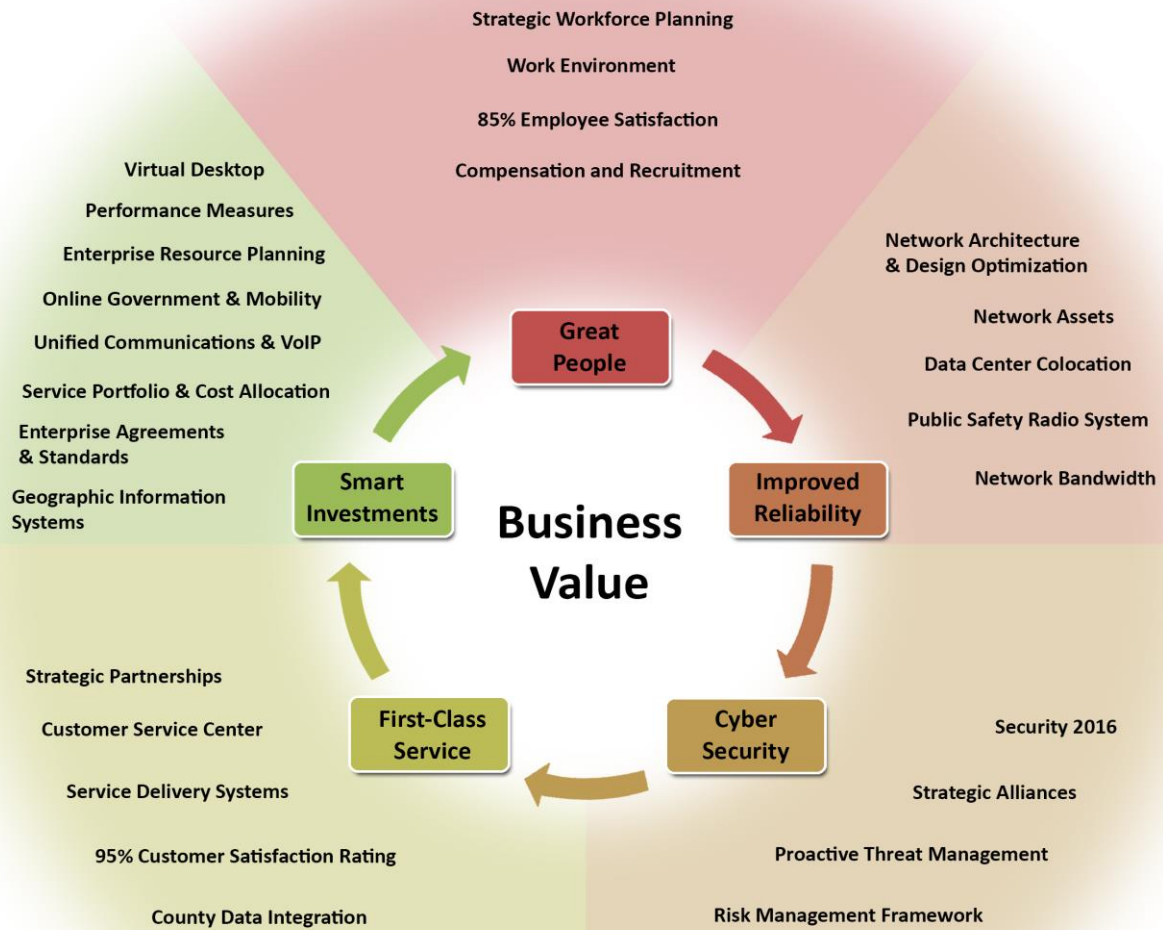 Strategic Workforce Planning
Work Environment
85% Employee Satisfaction
Compensation and Recruitment
Virtual Desktop
Performance Measures
Enterprise Resource Planning
Online Government & Mobility
Unified Communications & VoIP
Service Portfolio & Cost Allocation
Enterprise Agreements
& Standards
Geographic Information
Systems
Network Architecture
& Design Optimization
Network Assets
Data Center Colocation
Public Safety Radio System
Network Bandwidth
Great
People
Smart
Investments
Improved
Reliability
Business
Value
First-Class
Service
Cyber
Security
Strategic Partnerships
Customer Service Center
Service Delivery Systems
95% Customer Satisfaction Rating
County Data Integration
Security 2016
Strategic Alliances
Proactive Threat Management
Risk Management Framework